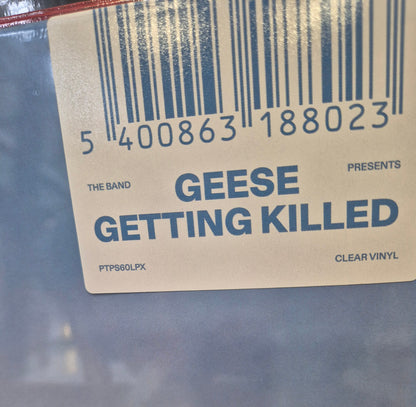 5 400863 188023
THE BAND GEESE PRESENTS
GETTING KILLED
PTPS60LPX CLEAR VINYL